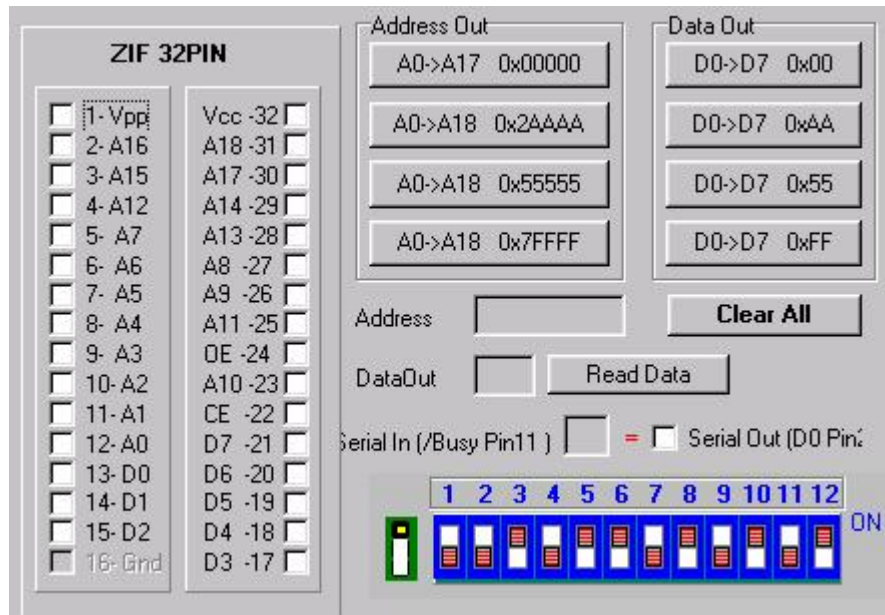 ZIF 32PIN
1- Vpp Vcc -32
2- A16 A18 -31
3- A15 A17 -30
4- A12 A14 -29
5- A7 A13 -28
6- A6 A8 -27
7- A5 A9 -26
8- A4 A11 -25
9- A3 OE -24
10- A2 A10 -23
11- A1 CE -22
12- A0 D7 -21
13- D0 D6 -20
14- D1 D5 -19
15- D2 D4 -18
16- Gnd D3 -17
Address Out
A0->A17 0x00000
A0->A18 0x2AAAA
A0->A18 0x55555
A0->A18 0x7FFFF
Data Out
D0->D7 0x00
D0->D7 0xAA
D0->D7 0x55
D0->D7 0xFF
Address Clear All
DataOut Read Data
Serial In (/Busy Pin11 ) = Serial Out (D0 Pin2
1 2 3 4 5 6 7 8 9 10 11 12
ON